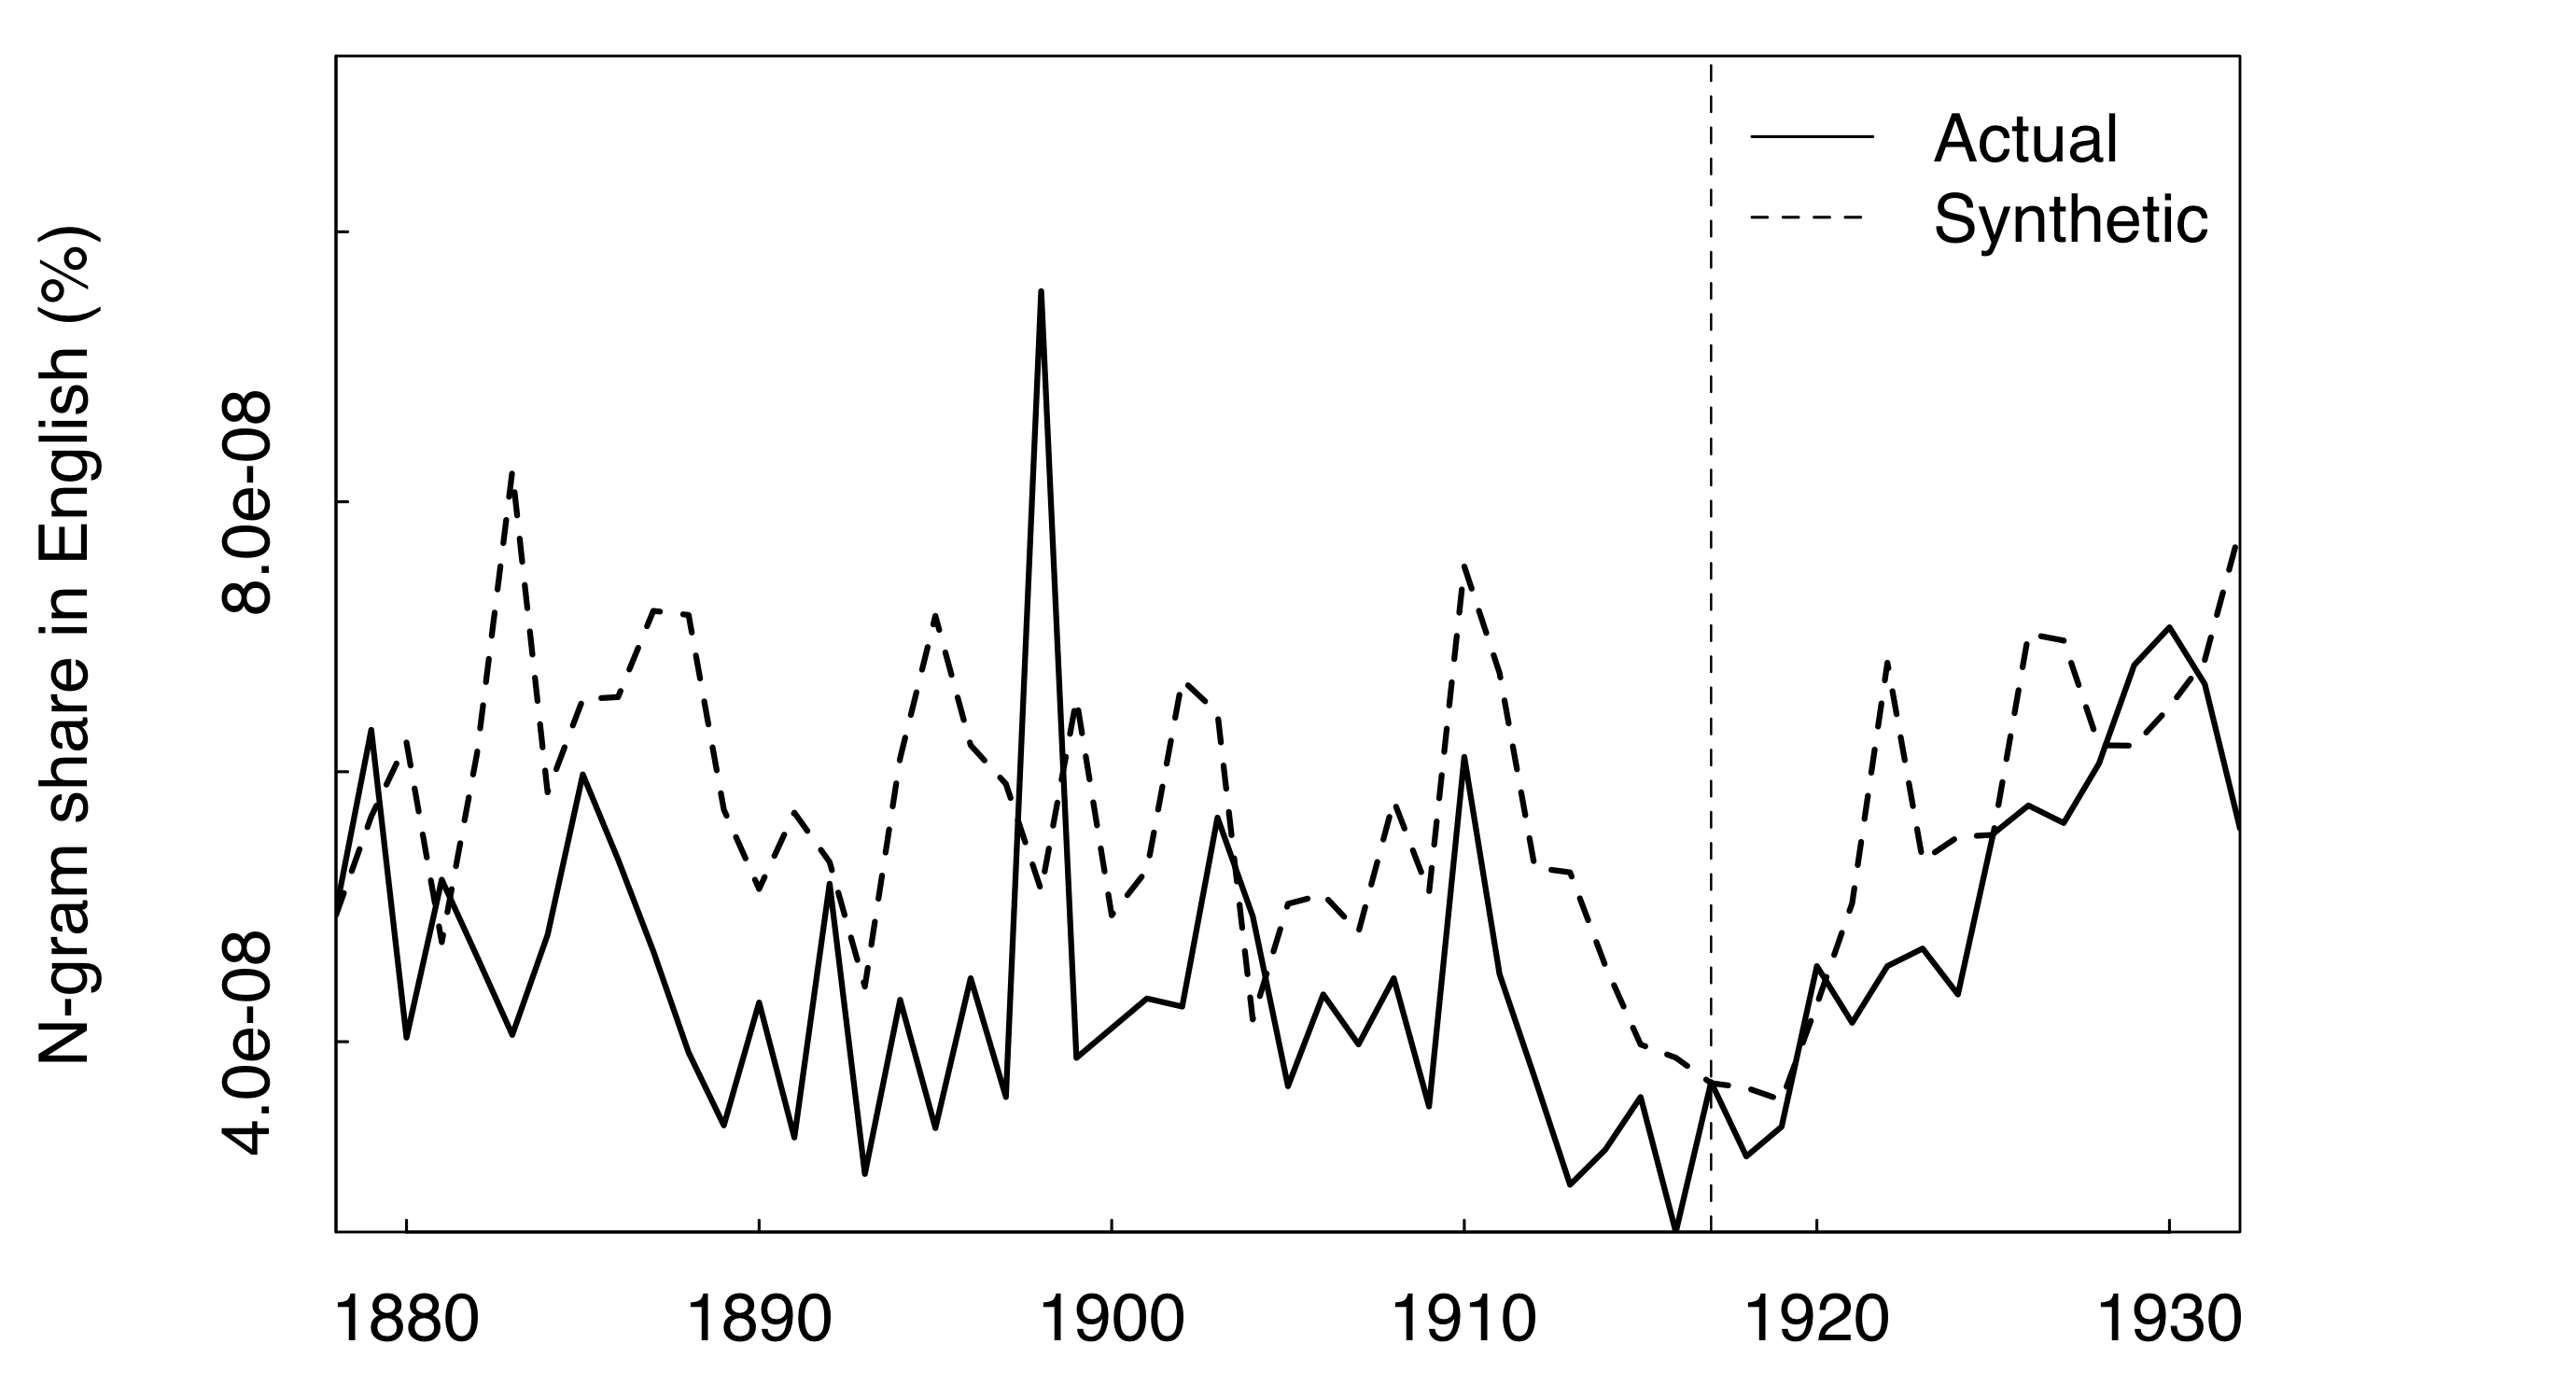 Actual
Synthetic
N-gram share in English (%)
8.0e-08
4.0e-08
1880 1890 1900 1910 1920 1930